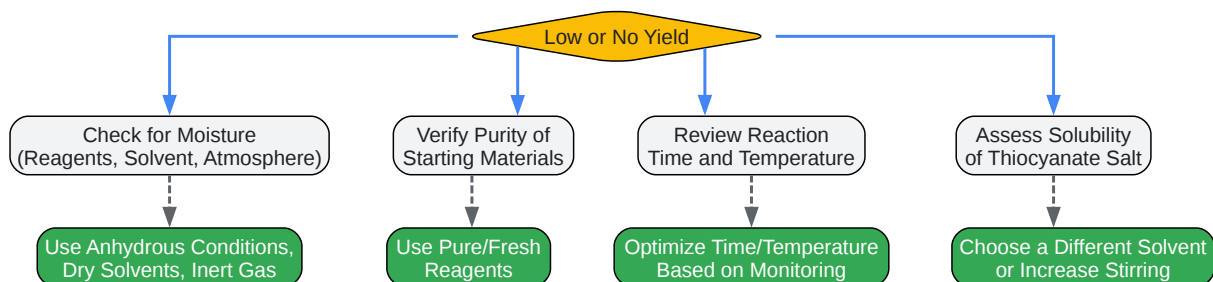 Low or No Yield
Check for Moisture
(Reagents, Solvent, Atmosphere)
Verify Purity of
Starting Materials
Review Reaction
Time and Temperature
Assess Solubility
of Thiocyanate Salt
Use Anhydrous Conditions,
Dry Solvents, Inert Gas
Use Pure/Fresh
Reagents
Optimize Time/Temperature
Based on Monitoring
Choose a Different Solvent
or Increase Stirring